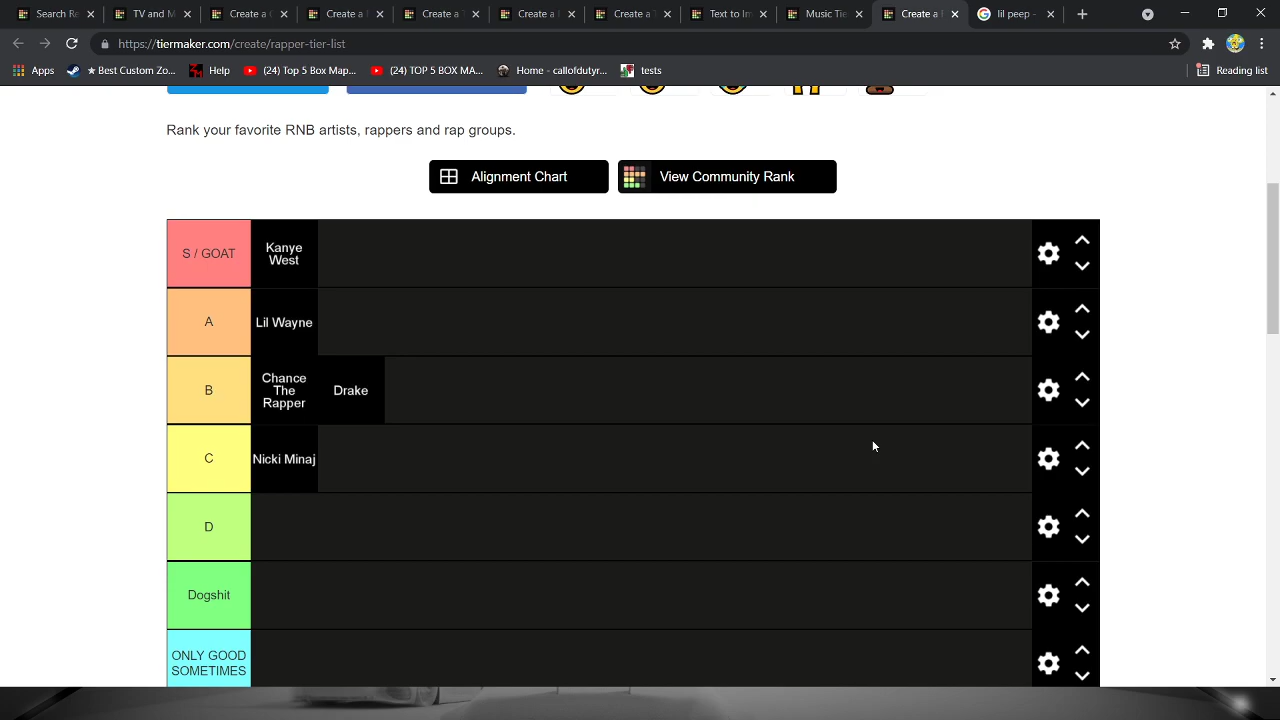 Search Re
TV and M
Create a C
Create a F
Create a T
Create a F
Create a T
Text to Im
Music Tie
Create a F
lil peep -
https://tiermaker.com/create/rapper-tier-list
Apps
★ Best Custom Zo...
Help
(24) Top 5 Box Map...
(24) TOP 5 BOX MA...
Home - callofdutyr...
tests
Reading list
Rank your favorite RNB artists, rappers and rap groups.
Alignment Chart
View Community Rank
S / GOAT
Kanye
West
A
Lil Wayne
B
Chance
The
Rapper
Drake
C
Nicki Minaj
D
Dogshit
ONLY GOOD
SOMETIMES